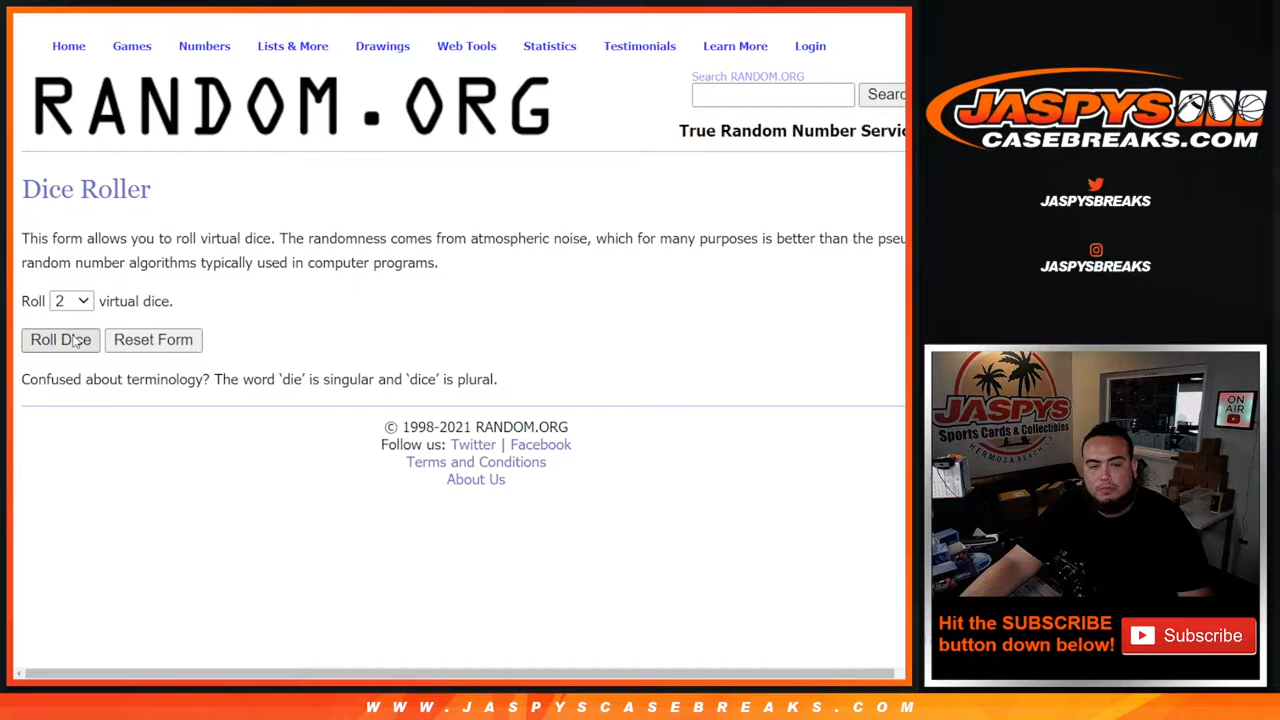 Home Games Numbers Lists & More Drawings Web Tools Statistics Testimonials Learn More Login
RANDOM.ORG
Search RANDOM.ORG
Searc
True Random Number Servic
Dice Roller
This form allows you to roll virtual dice. The randomness comes from atmospheric noise, which for many purposes is better than the pseu
random number algorithms typically used in computer programs.
Roll 2 virtual dice.
Roll Dice Reset Form
Confused about terminology? The word ‘die’ is singular and ‘dice’ is plural.
© 1998-2021 RANDOM.ORG
Follow us: Twitter | Facebook
Terms and Conditions
About Us
JASPYS
CASEBREAKS.COM
JASPYSBREAKS
JASPYSBREAKS
JASPYS
Sports Cards & Collectibles
HERMOSA BEACH, CA
ON
AIR
Hit the SUBSCRIBE
button down below!
Subscribe
WWW.JASPYSCASEBREAKS.COM